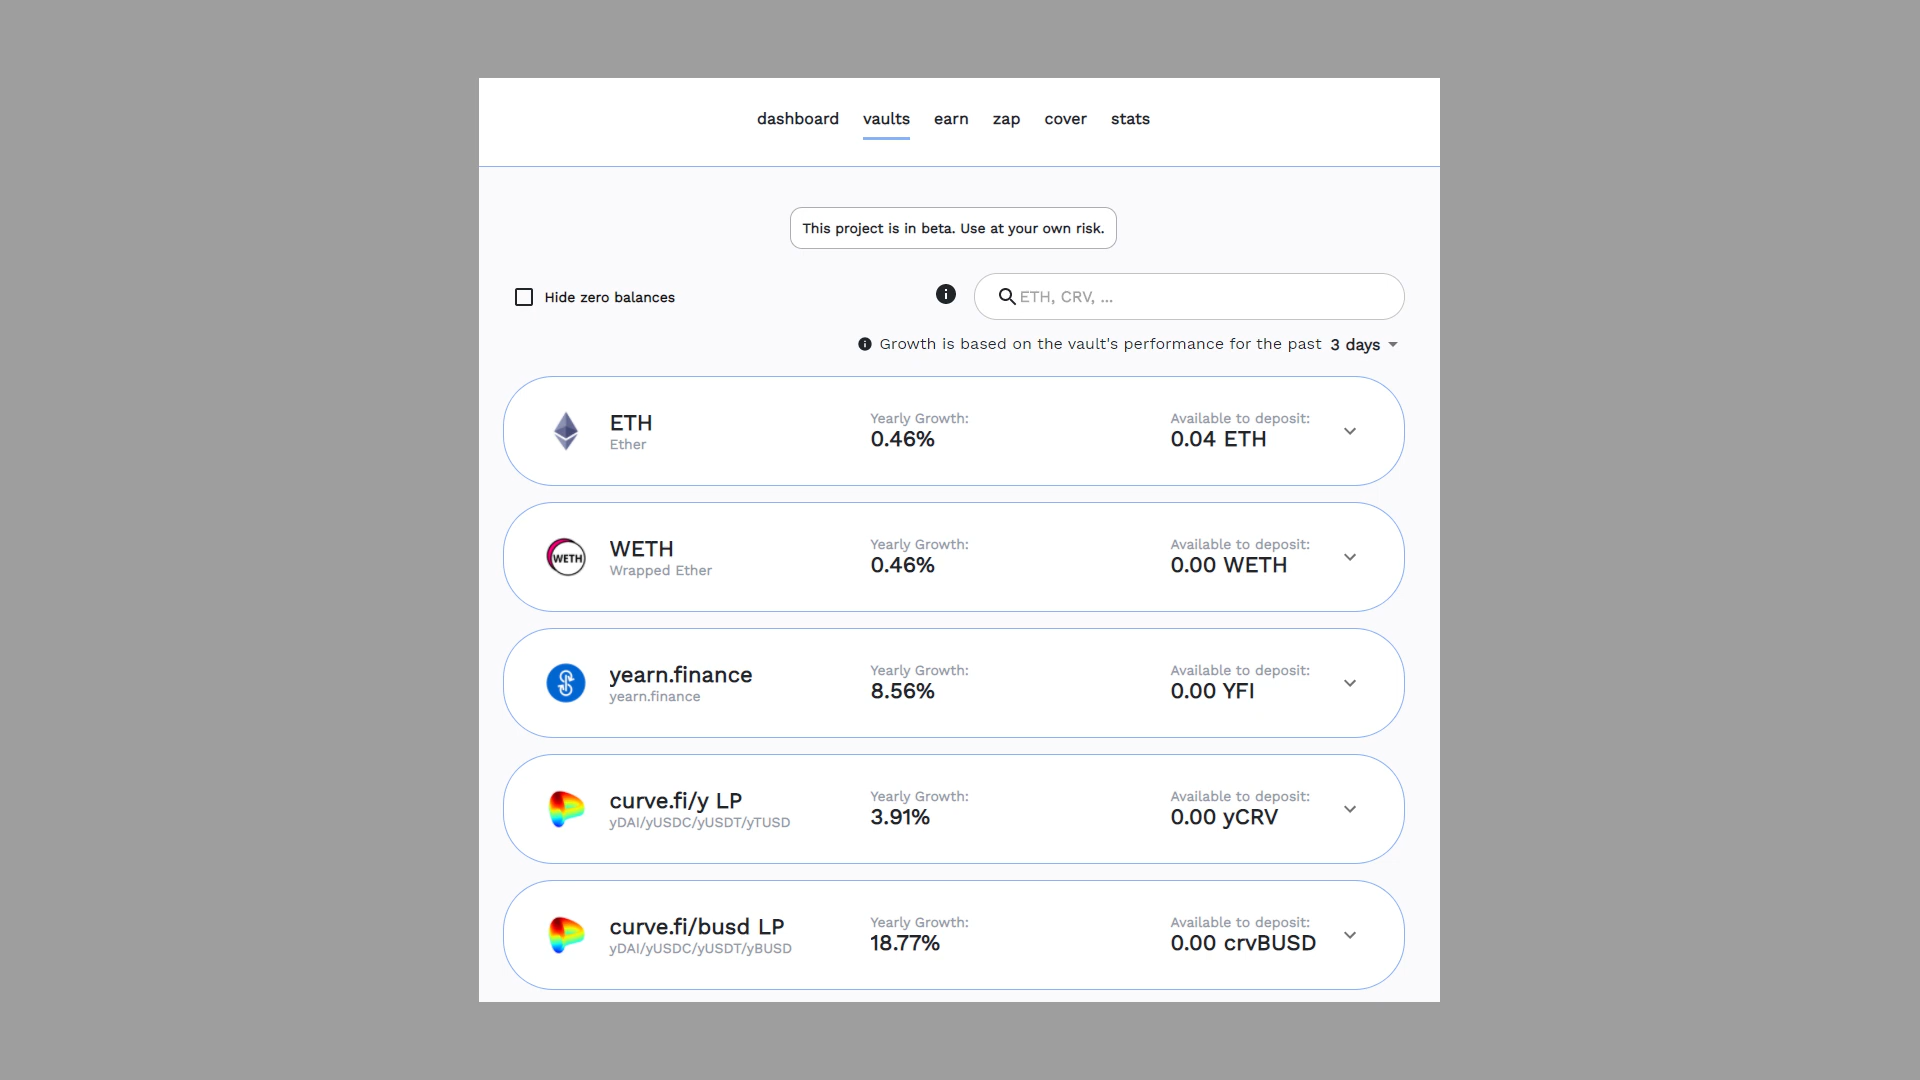 dashboard vaults earn zap cover stats
This project is in beta. Use at your own risk.
Hide zero balances
ETH, CRV, ...
Growth is based on the vault's performance for the past 3 days
ETH
Ether
Yearly Growth:
0.46%
Available to deposit:
0.04 ETH
WETH
WETH
Wrapped Ether
Yearly Growth:
0.46%
Available to deposit:
0.00 WETH
yearn.finance
yearn.finance
Yearly Growth:
8.56%
Available to deposit:
0.00 YFI
curve.fi/y LP
yDAI/yUSDC/yUSDT/yTUSD
Yearly Growth:
3.91%
Available to deposit:
0.00 yCRV
curve.fi/busd LP
yDAI/yUSDC/yUSDT/yBUSD
Yearly Growth:
18.77%
Available to deposit:
0.00 crvBUSD